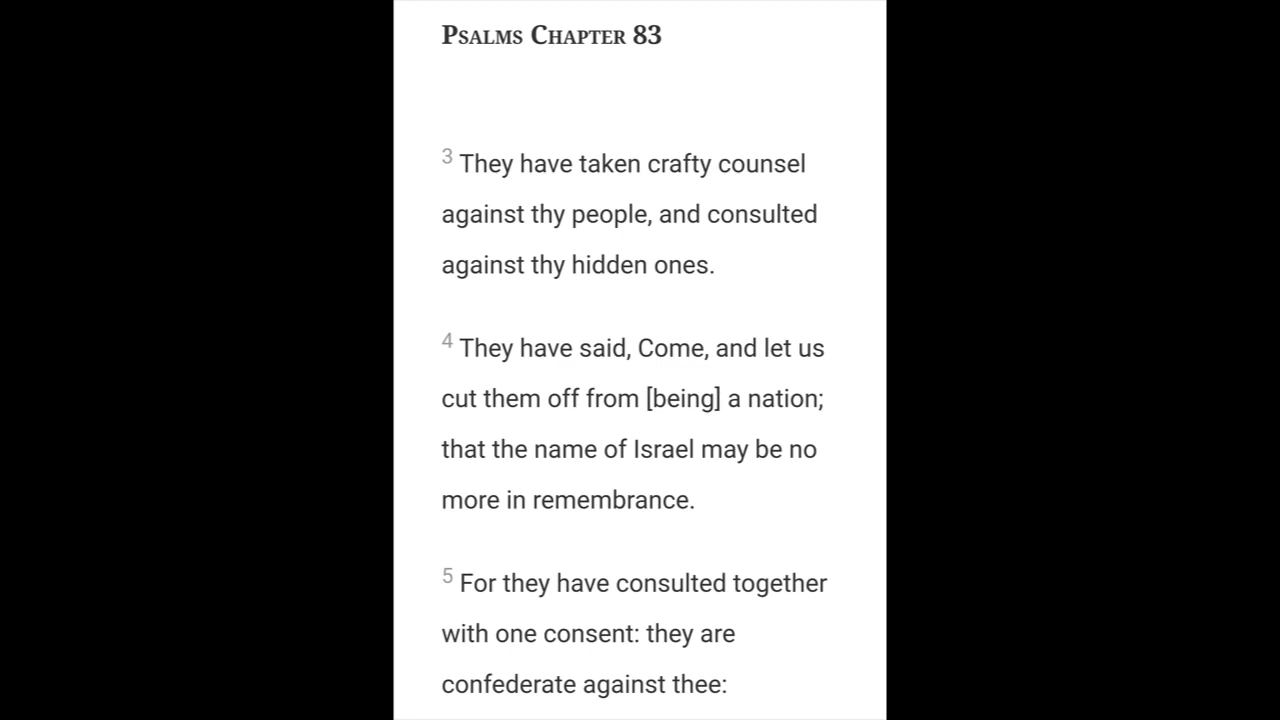 Psalms Chapter 83
3 They have taken crafty counsel
against thy people, and consulted
against thy hidden ones.
4 They have said, Come, and let us
cut them off from [being] a nation;
that the name of Israel may be no
more in remembrance.
5 For they have consulted together
with one consent: they are
confederate against thee: